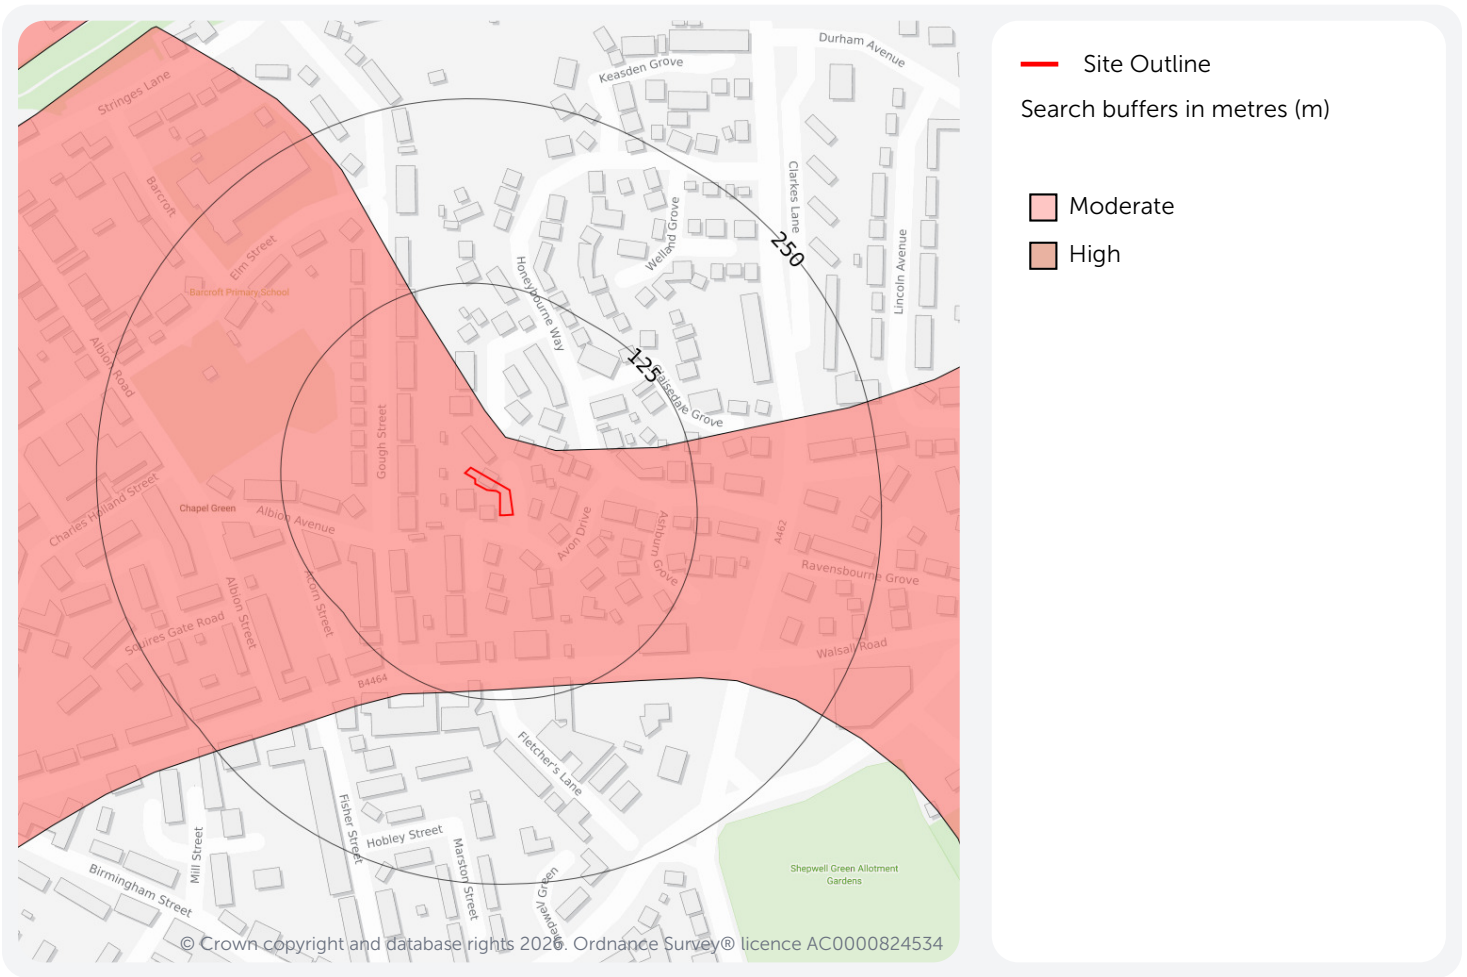 Durham Avenue
Keasden Grove
Stringes Lane
Clarkes Lane
Barcroft
Welland Grove
250
Elm Street
Lincoln Avenue
Honeybourne Way
Barcroft Primary School
Albion Road
125
Gough Street
Charles Holland Street
Chapel Green
Albion Avenue
Avon Drive
Ashburn Grove
A462
Ravensbourne Grove
Albion Street
Acorn Street
Squires Gate Road
Walsall Road
B4464
Fletcher's Lane
Fisher Street
Hobley Street
Mill Street
Marston Street
Birmingham Street
Shepwell Green Allotment
Gardens
© Crown copyright and database rights 2026. Ordnance Survey® licence AC0000824534
Site Outline
Search buffers in metres (m)
Moderate
High